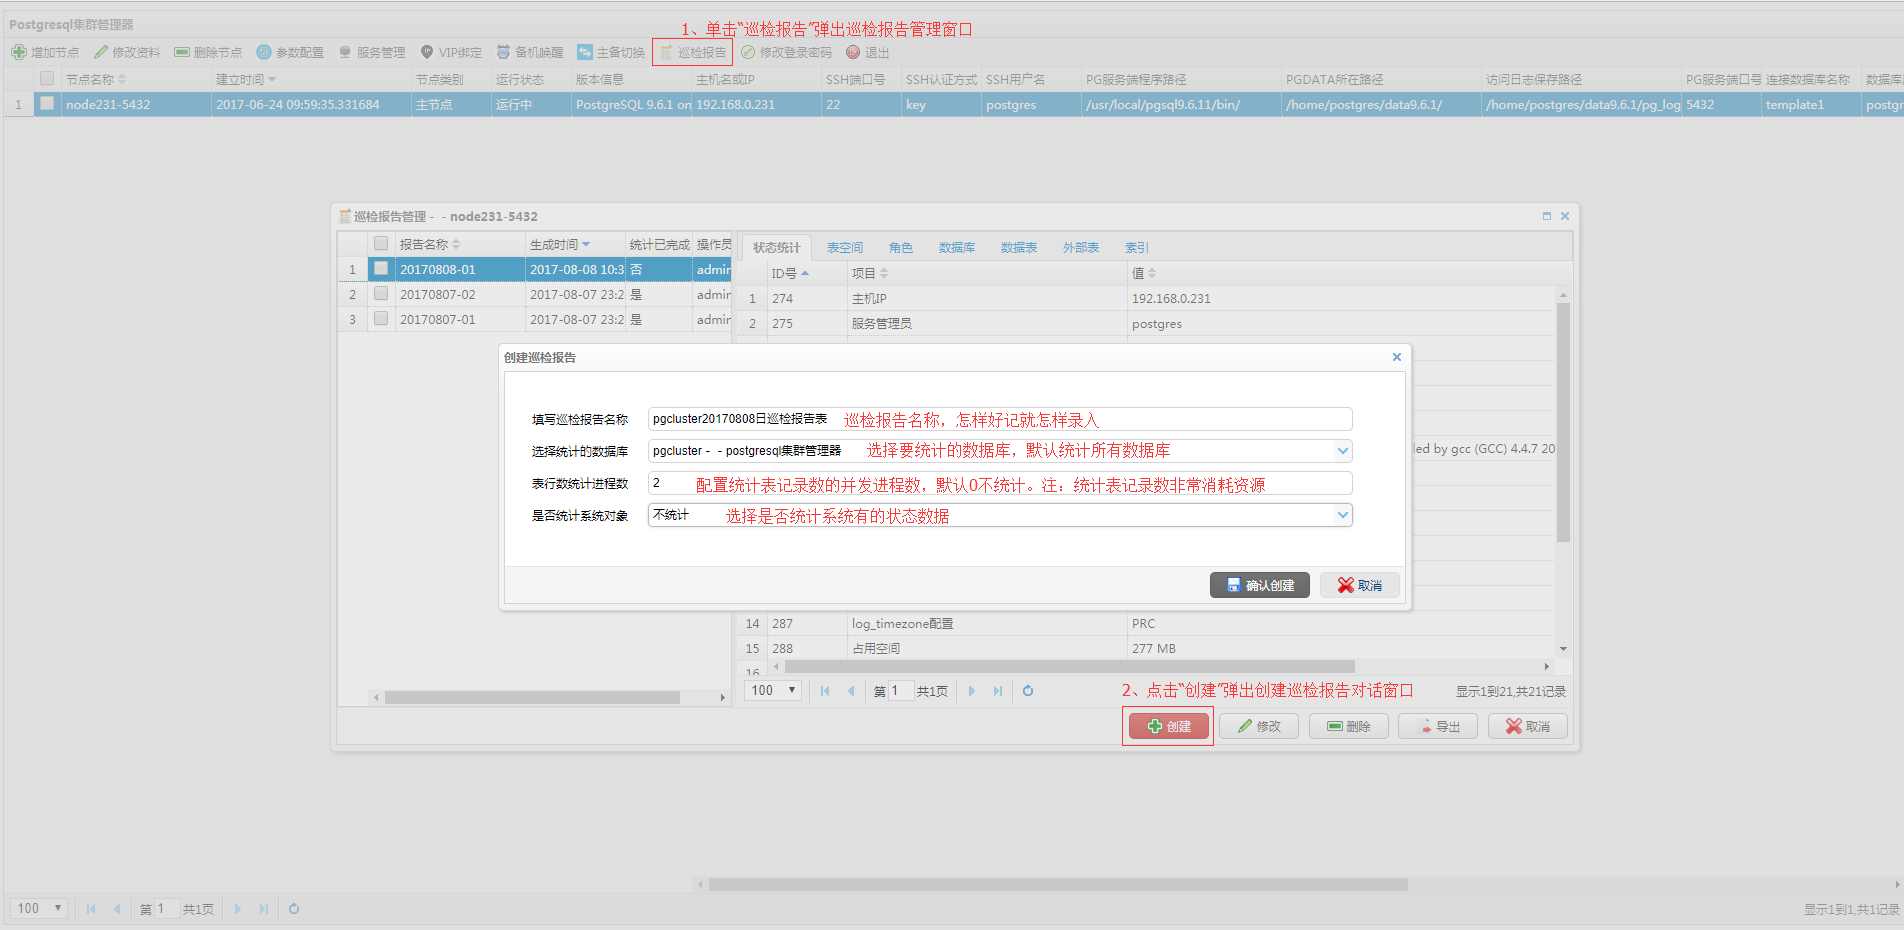 Postgresql集群管理器
1、单击“巡检报告”弹出巡检报告管理窗口
增加节点 修改资料 删除节点 参数配置 服务管理 VIP绑定 备机唤醒 主备切换 巡检报告 修改登录密码 退出
节点名称 建立时间 节点类别 运行状态 版本信息 主机名或IP SSH端口号 SSH认证方式 SSH用户名 PG服务端程序路径 PGDATA所在路径 访问日志保存路径 PG服务端口号 连接数据库名称 数据库
1 node231-5432 2017-06-24 09:59:35.331684 主节点 运行中 PostgreSQL 9.6.1 on 192.168.0.231 22 key postgres /usr/local/pgsql9.6.11/bin/ /home/postgres/data9.6.1/ /home/postgres/data9.6.1/pg_log 5432 template1 postgr
巡检报告管理 - - node231-5432
报告名称 生成时间 统计已完成 操作员
1 20170808-01 2017-08-08 10:3 否 admin
2 20170807-02 2017-08-07 23:2 是 admin
3 20170807-01 2017-08-07 23:2 是 admin
状态统计 表空间 角色 数据库 数据表 外部表 索引
ID号 项目 值
1 274 主机IP 192.168.0.231
2 275 服务管理员 postgres
创建巡检报告
填写巡检报告名称 pgcluster20170808日巡检报告表 巡检报告名称，怎样好记就怎样录入
选择统计的数据库 pgcluster - - postgresql集群管理器 选择要统计的数据库，默认统计所有数据库
led by gcc (GCC) 4.4.7 20
表行数统计进程数 2 配置统计表记录数的并发进程数，默认0不统计。注：统计表记录数非常消耗资源
是否统计系统对象 不统计 选择是否统计系统有的状态数据
确认创建 取消
14 287 log_timezone配置 PRC
15 288 占用空间 277 MB
16
100 第 1 共1页 显示1到21,共21记录
2、点击“创建”弹出创建巡检报告对话窗口
创建 修改 删除 导出 取消
100 第 1 共1页 显示1到1,共1记录